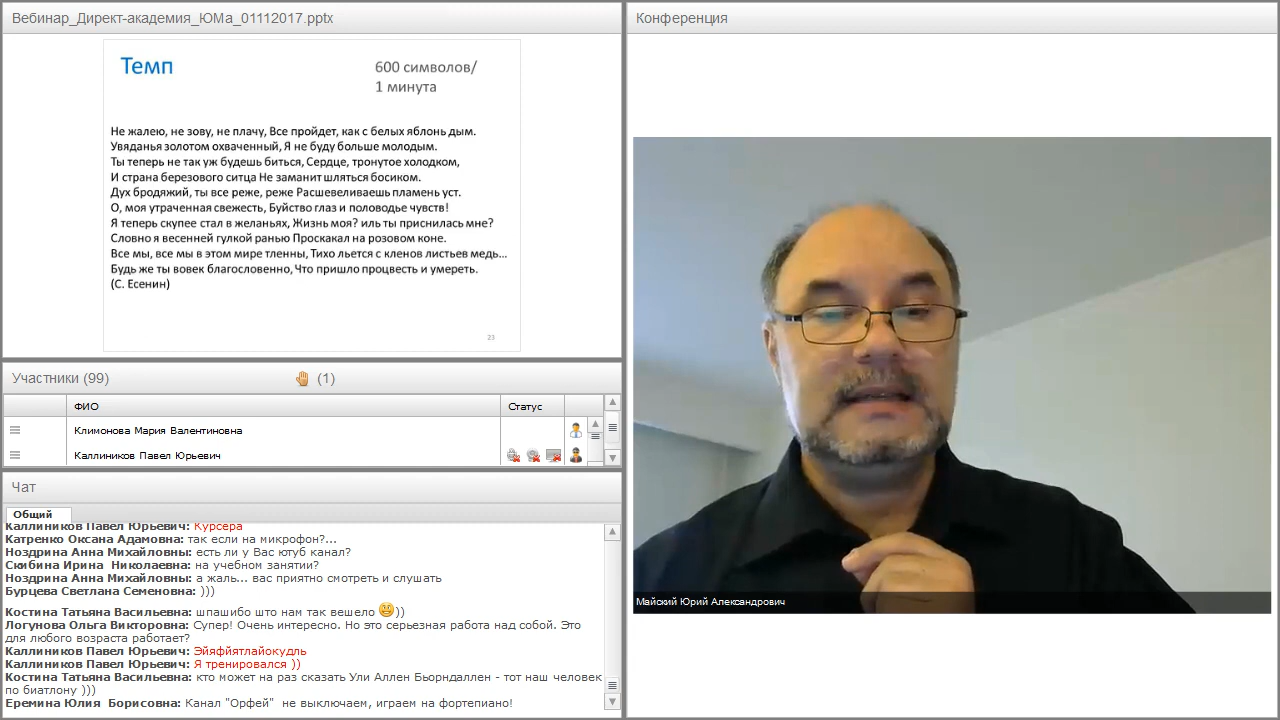 Вебинар_Директ-академия_ЮМа_01112017.pptx
Темп
600 символов/
1 минута
Не жалею, не зову, не плачу, Все пройдет, как с белых яблонь дым.
Увяданья золотом охваченный, Я не буду больше молодым.
Ты теперь не так уж будешь биться, Сердце, тронутое холодком,
И страна березового ситца Не заманит шляться босиком.
Дух бродяжий, ты все реже, реже Расшевеливаешь пламень уст.
О, моя утраченная свежесть, Буйство глаз и половодье чувств!
Я теперь скупее стал в желаньях, Жизнь моя? иль ты приснилась мне?
Словно я весенней гулкой ранью Проскакал на розовом коне.
Все мы, все мы в этом мире тленны, Тихо льется с кленов листьев медь...
Будь же ты вовек благословенно, Что пришло процвесть и умереть.
(С. Есенин)
23
Участники (99)
(1)
ФИО
Статус
Климонова Мария Валентиновна
Каллиников Павел Юрьевич
Чат
Общий
Каллиников Павел Юрьевич: Курсера
Катренко Оксана Адамовна: так если на микрофон?...
Ноздрина Анна Михайловны: есть ли у Вас ютуб канал?
Скибина Ирина Николаевна: на учебном занятии?
Ноздрина Анна Михайловны: а жаль... вас приятно смотреть и слушать
Бурцева Светлана Семеновна: )))
Костина Татьяна Васильевна: шпашибо што нам так вешело ))
Логунова Ольга Викторовна: Супер! Очень интересно. Но это серьезная работа над собой. Это
для любого возраста работает?
Каллиников Павел Юрьевич: Эйяфйятлайокудль
Каллиников Павел Юрьевич: Я тренировался ))
Костина Татьяна Васильевна: кто может на раз сказать Ули Аллен Бьорндаллен - тот наш человек
по биатлону )))
Еремина Юлия Борисовна: Канал "Орфей" не выключаем, играем на фортепиано!
Конференция
Майский Юрий Александрович